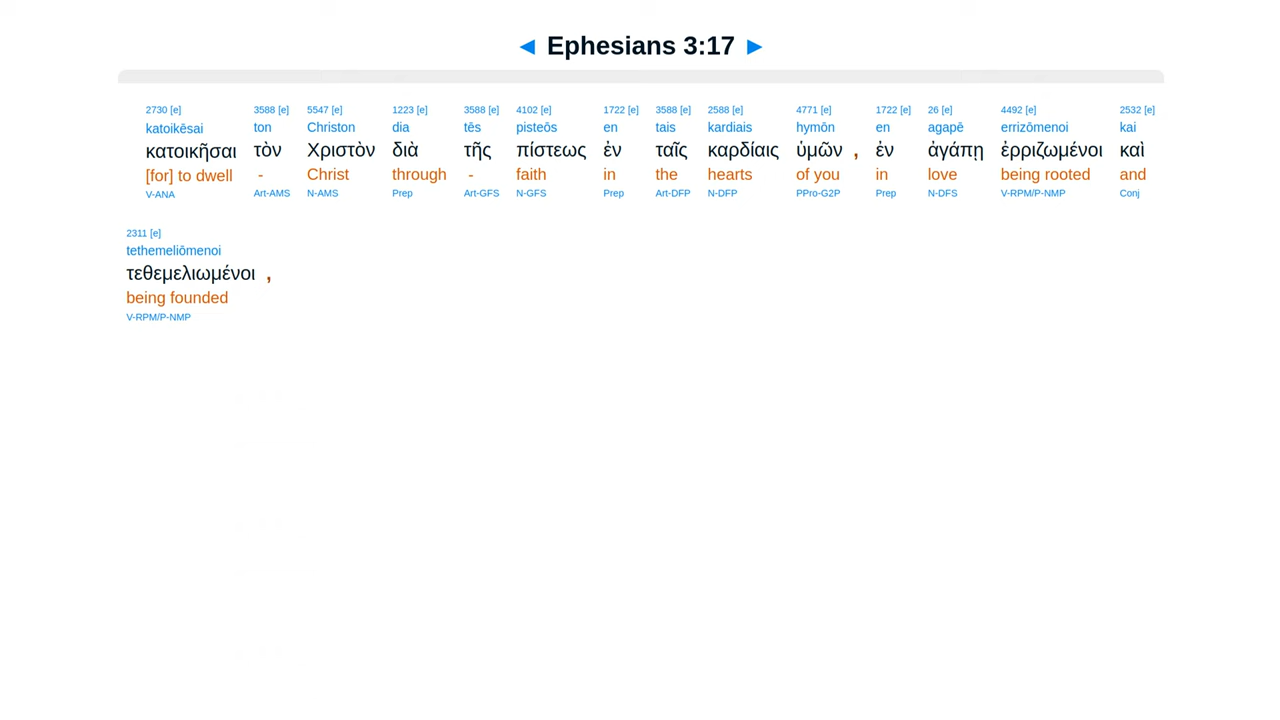 ◄ Ephesians 3:17 ►
2730 [e] 3588 [e] 5547 [e] 1223 [e] 3588 [e] 4102 [e] 1722 [e] 3588 [e] 2588 [e] 4771 [e] 1722 [e] 26 [e] 4492 [e] 2532 [e]
katoikēsai ton Christon dia tēs pisteōs en tais kardiais hymōn en agapē errizōmenoi kai
κατοικῆσαι τὸν Χριστὸν διὰ τῆς πίστεως ἐν ταῖς καρδίαις ὑμῶν , ἐν ἀγάπῃ ἐρριζωμένοι καὶ
[for] to dwell - Christ through - faith in the hearts of you in love being rooted and
V-ANA Art-AMS N-AMS Prep Art-GFS N-GFS Prep Art-DFP N-DFP PPro-G2P Prep N-DFS V-RPM/P-NMP Conj
2311 [e]
tethemeliōmenoi
τεθεμελιωμένοι ,
being founded
V-RPM/P-NMP